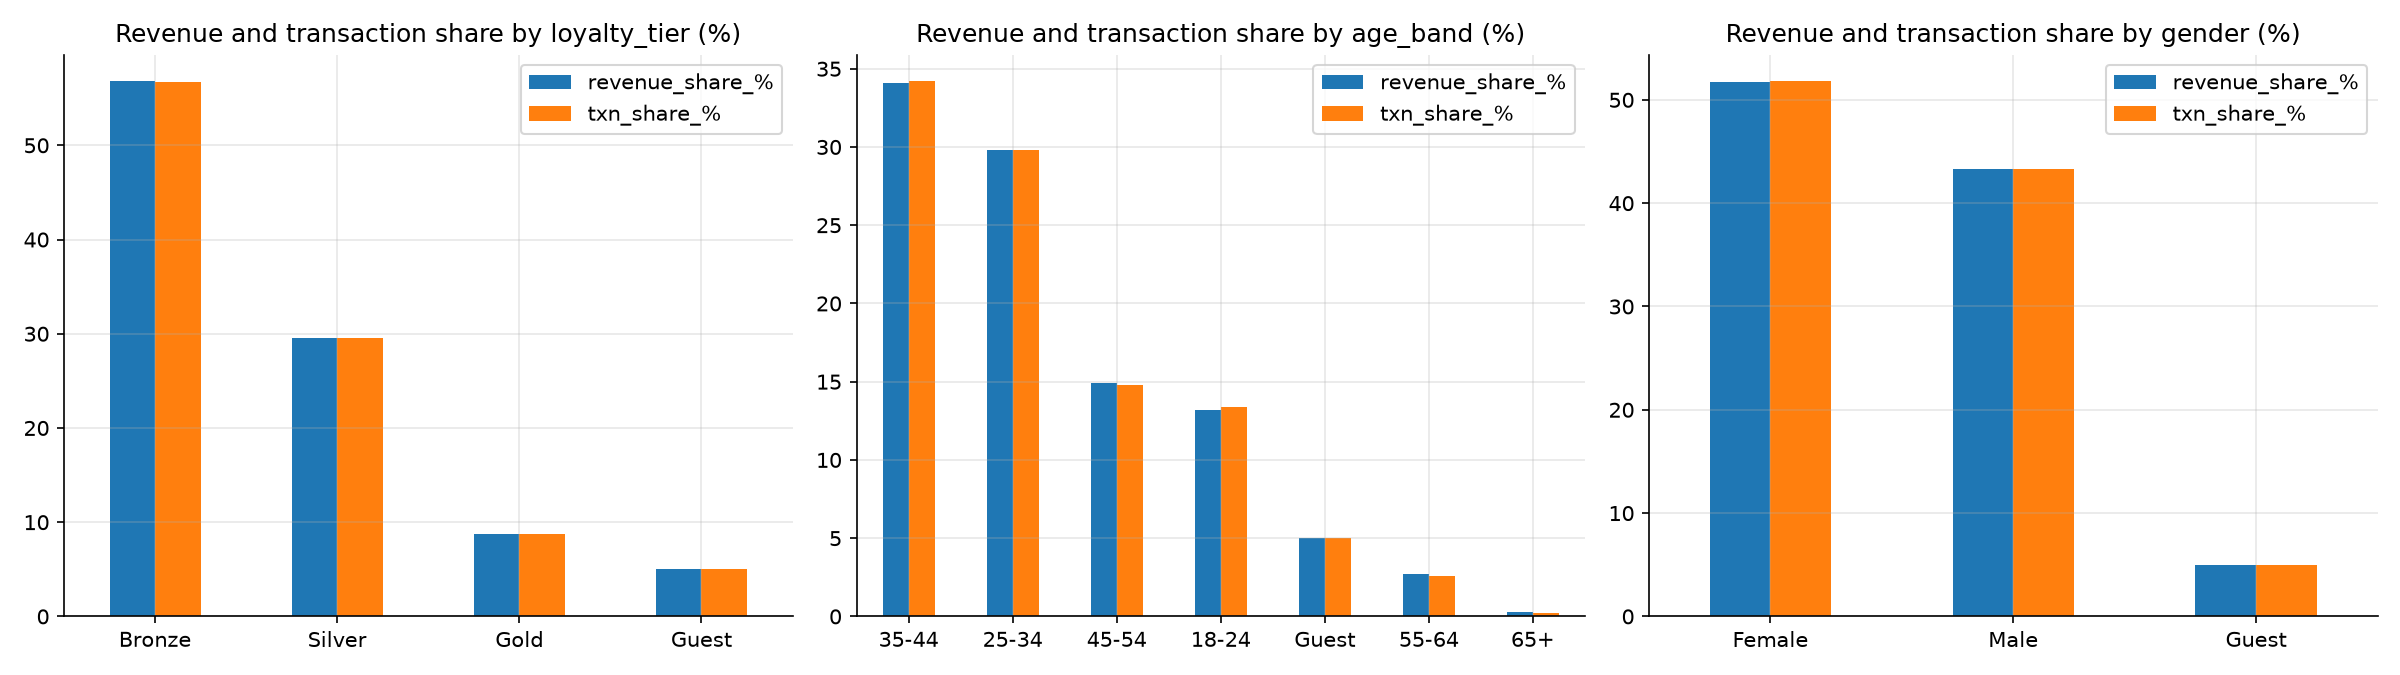 Revenue and transaction share by loyalty_tier (%)
revenue_share_%
txn_share_%
50
40
30
20
10
0
Bronze Silver Gold Guest
Revenue and transaction share by age_band (%)
revenue_share_%
txn_share_%
35
30
25
20
15
10
5
0
35-44 25-34 45-54 18-24 Guest 55-64 65+
Revenue and transaction share by gender (%)
revenue_share_%
txn_share_%
50
40
30
20
10
0
Female Male Guest